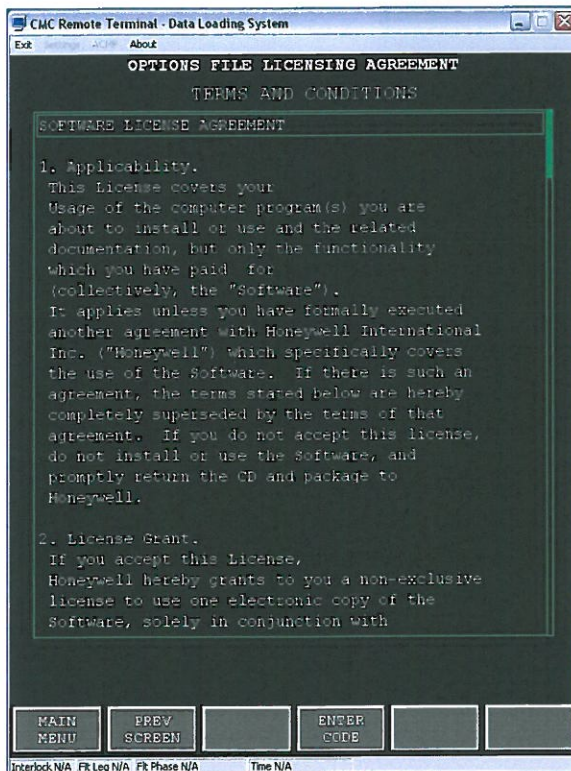 CMC Remote Terminal - Data Loading System
Exit Settings ACMF About
OPTIONS FILE LICENSING AGREEMENT
TERMS AND CONDITIONS
SOFTWARE LICENSE AGREEMENT
1. Applicability.
This License covers your
Usage of the computer program(s) you are
about to install or use and the related
documentation, but only the functionality
which you have paid for
(collectively, the "Software").
It applies unless you have formally executed
another agreement with Honeywell International
Inc. ("Honeywell") which specifically covers
the use of the Software. If there is such an
agreement, the terms stated below are hereby
completely superseded by the terms of that
agreement. If you do not accept this license,
do not install or use the Software, and
promptly return the CD and package to
Honeywell.
2. License Grant.
If you accept this License,
Honeywell hereby grants to you a non-exclusive
license to use one electronic copy of the
Software, solely in conjunction with
MAIN
MENU
PREV
SCREEN
ENTER
CODE
Interlock N/A Flt Leg N/A Flt Phase N/A Time N/A